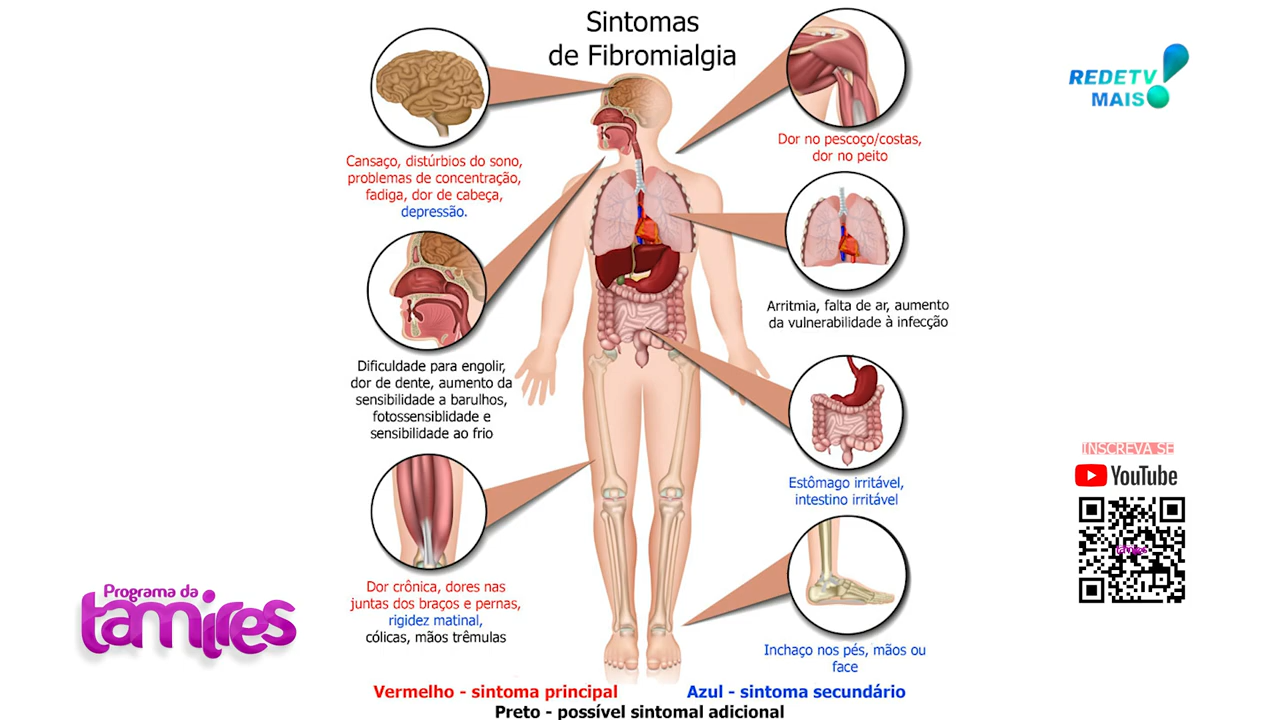 Sintomas
de Fibromialgia
REDETV
MAIS
Cansaço, distúrbios do sono,
problemas de concentração,
fadiga, dor de cabeça,
depressão.
Dor no pescoço/costas,
dor no peito
Arritmia, falta de ar, aumento
da vulnerabilidade à infecção
Dificuldade para engolir,
dor de dente, aumento da
sensibilidade a barulhos,
fotossensiblidade e
sensibilidade ao frio
Estômago irritável,
intestino irritável
Dor crônica, dores nas
juntas dos braços e pernas,
rigidez matinal,
cólicas, mãos trêmulas
Inchaço nos pés, mãos ou
face
INSCREVA SE
YouTube
tamires
Programa da
tamires
Vermelho - sintoma principal
Azul - sintoma secundário
Preto - possível sintomal adicional